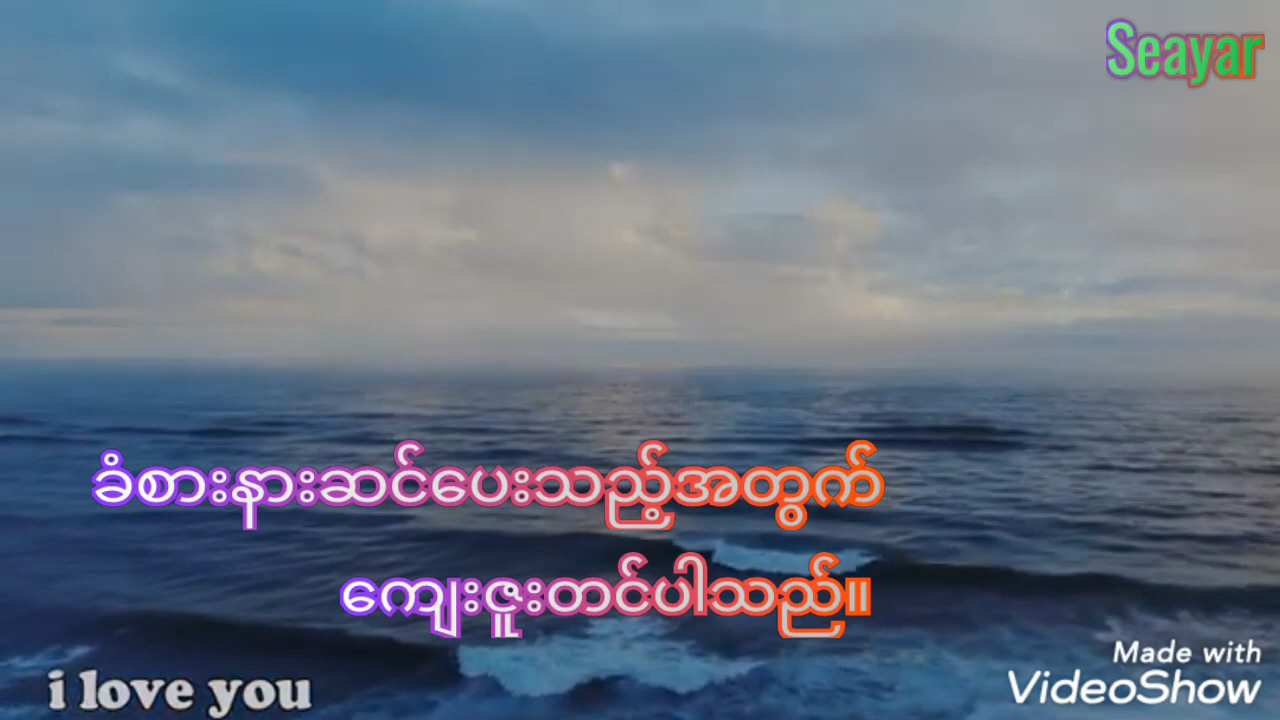 Seayar
ခံစားနားဆင်ပေးသည့်အတွက်
ကျေးဇူးတင်ပါသည်။
i love you
Made with
VideoShow